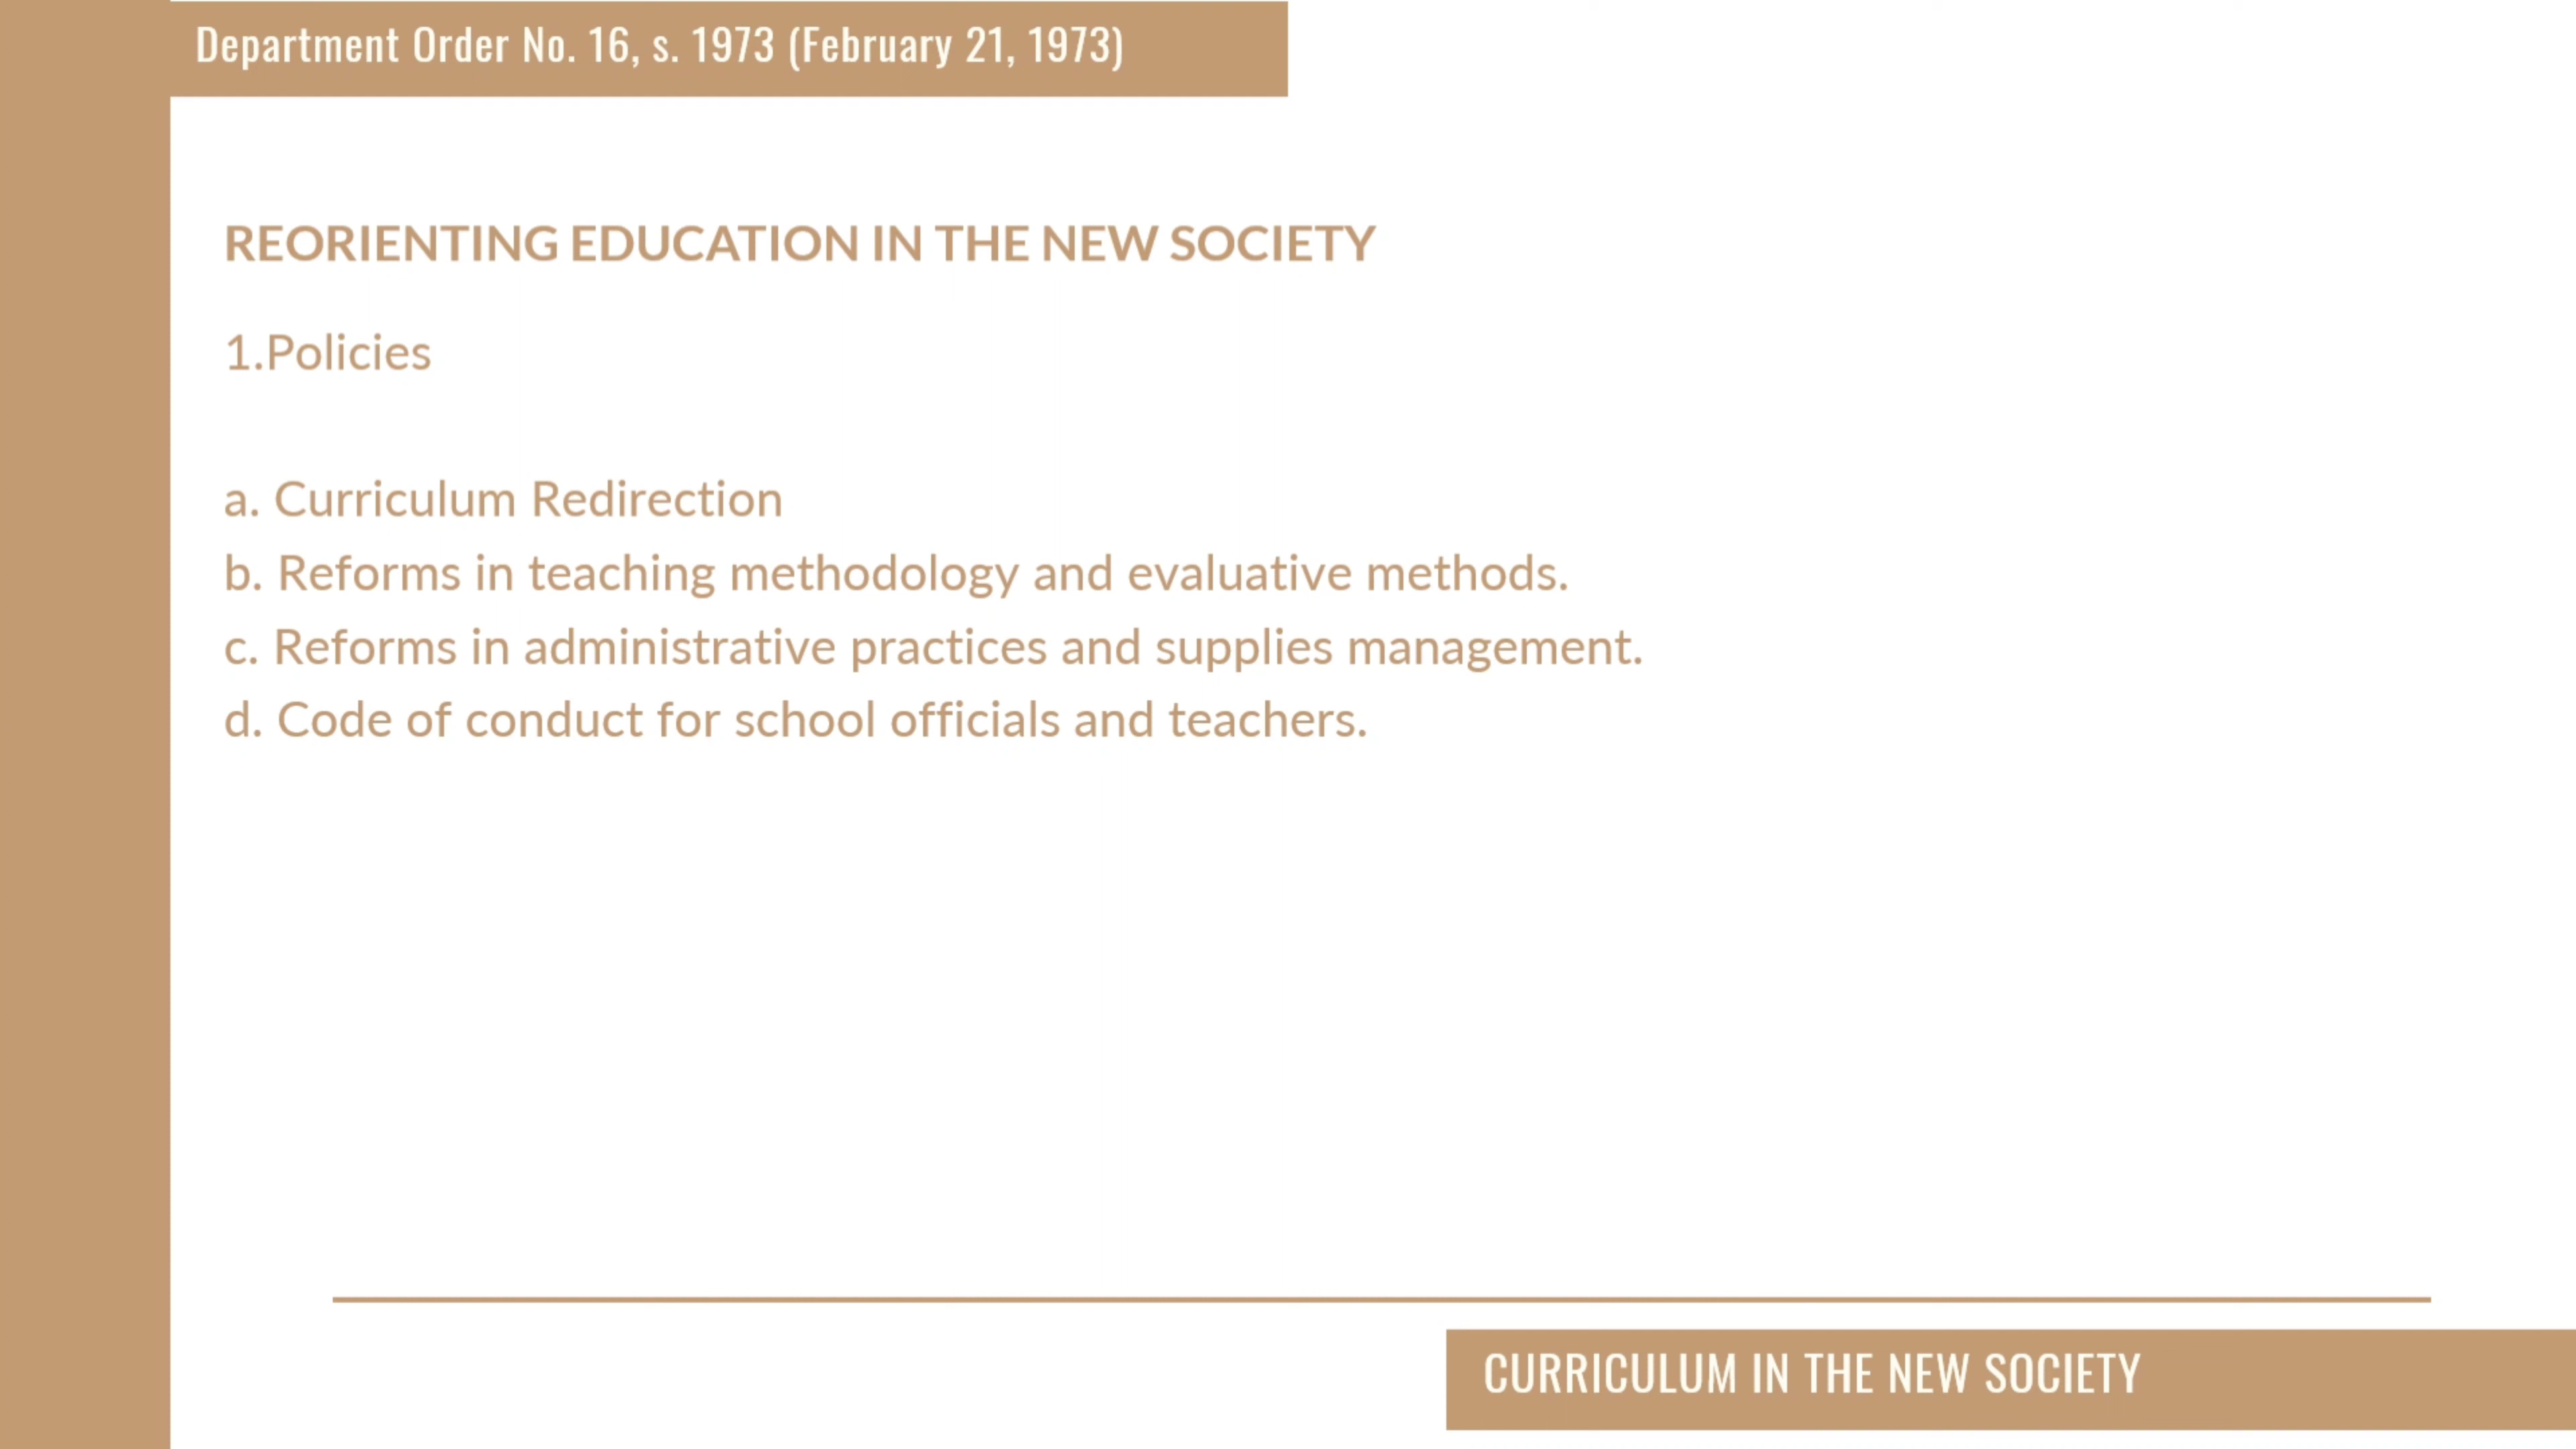 Department Order No. 16, s. 1973 (February 21, 1973)
REORIENTING EDUCATION IN THE NEW SOCIETY
1.Policies
a. Curriculum Redirection
b. Reforms in teaching methodology and evaluative methods.
c. Reforms in administrative practices and supplies management.
d. Code of conduct for school officials and teachers.
CURRICULUM IN THE NEW SOCIETY